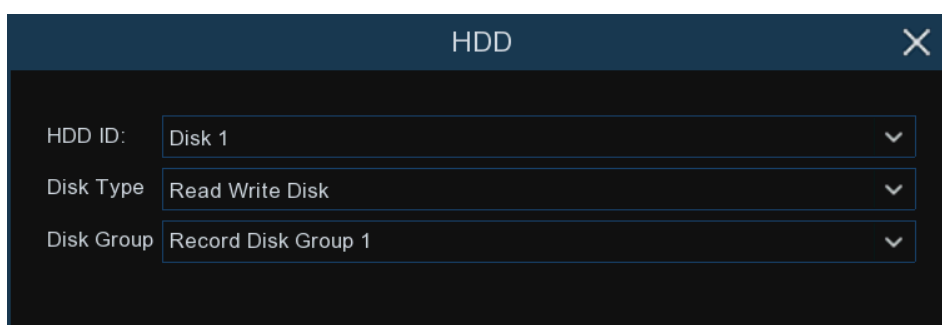 HDD
HDD ID: Disk 1
Disk Type Read Write Disk
Disk Group Record Disk Group 1